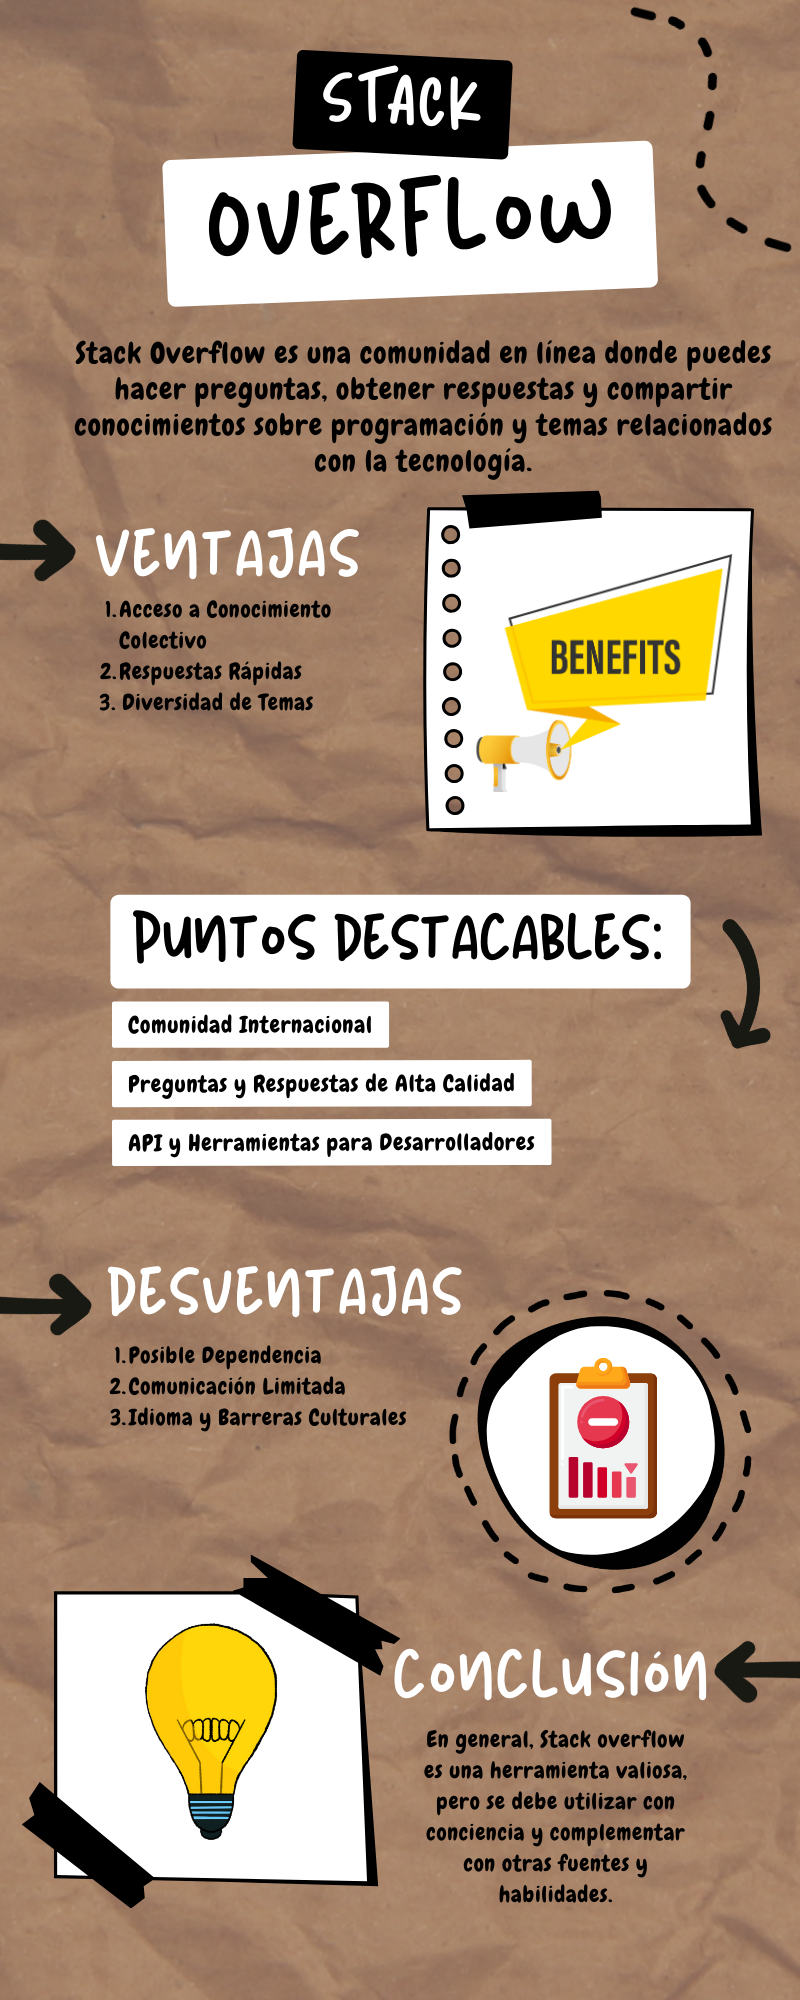 STACK
OVERFLOW
Stack Overflow es una comunidad en línea donde puedes
hacer preguntas, obtener respuestas y compartir
conocimientos sobre programación y temas relacionados
con la tecnología.
VENTAJAS
1. Acceso a Conocimiento
Colectivo
2. Respuestas Rápidas
3. Diversidad de Temas
BENEFITS
PUNTOS DESTACABLES:
Comunidad Internacional
Preguntas y Respuestas de Alta Calidad
API y Herramientas para Desarrolladores
DESVENTAJAS
1. Posible Dependencia
2. Comunicación Limitada
3. Idioma y Barreras Culturales
CONCLUSIÓN
En general, Stack overflow
es una herramienta valiosa,
pero se debe utilizar con
conciencia y complementar
con otras fuentes y
habilidades.